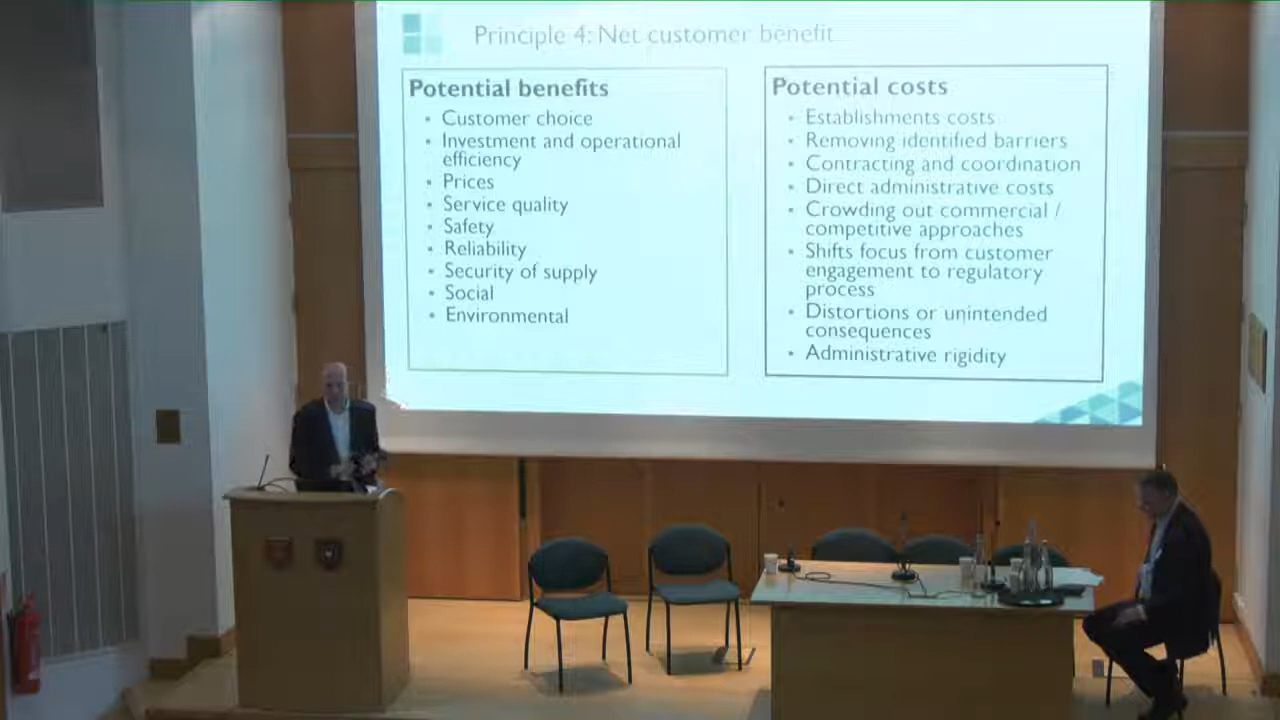 Principle 4: Net customer benefit
Potential benefits
• Customer choice
• Investment and operational
efficiency
• Prices
• Service quality
• Safety
• Reliability
• Security of supply
• Social
• Environmental
Potential costs
• Establishments costs
• Removing identified barriers
• Contracting and coordination
• Direct administrative costs
• Crowding out commercial /
competitive approaches
• Shifts focus from customer
engagement to regulatory
process
• Distortions or unintended
consequences
• Administrative rigidity